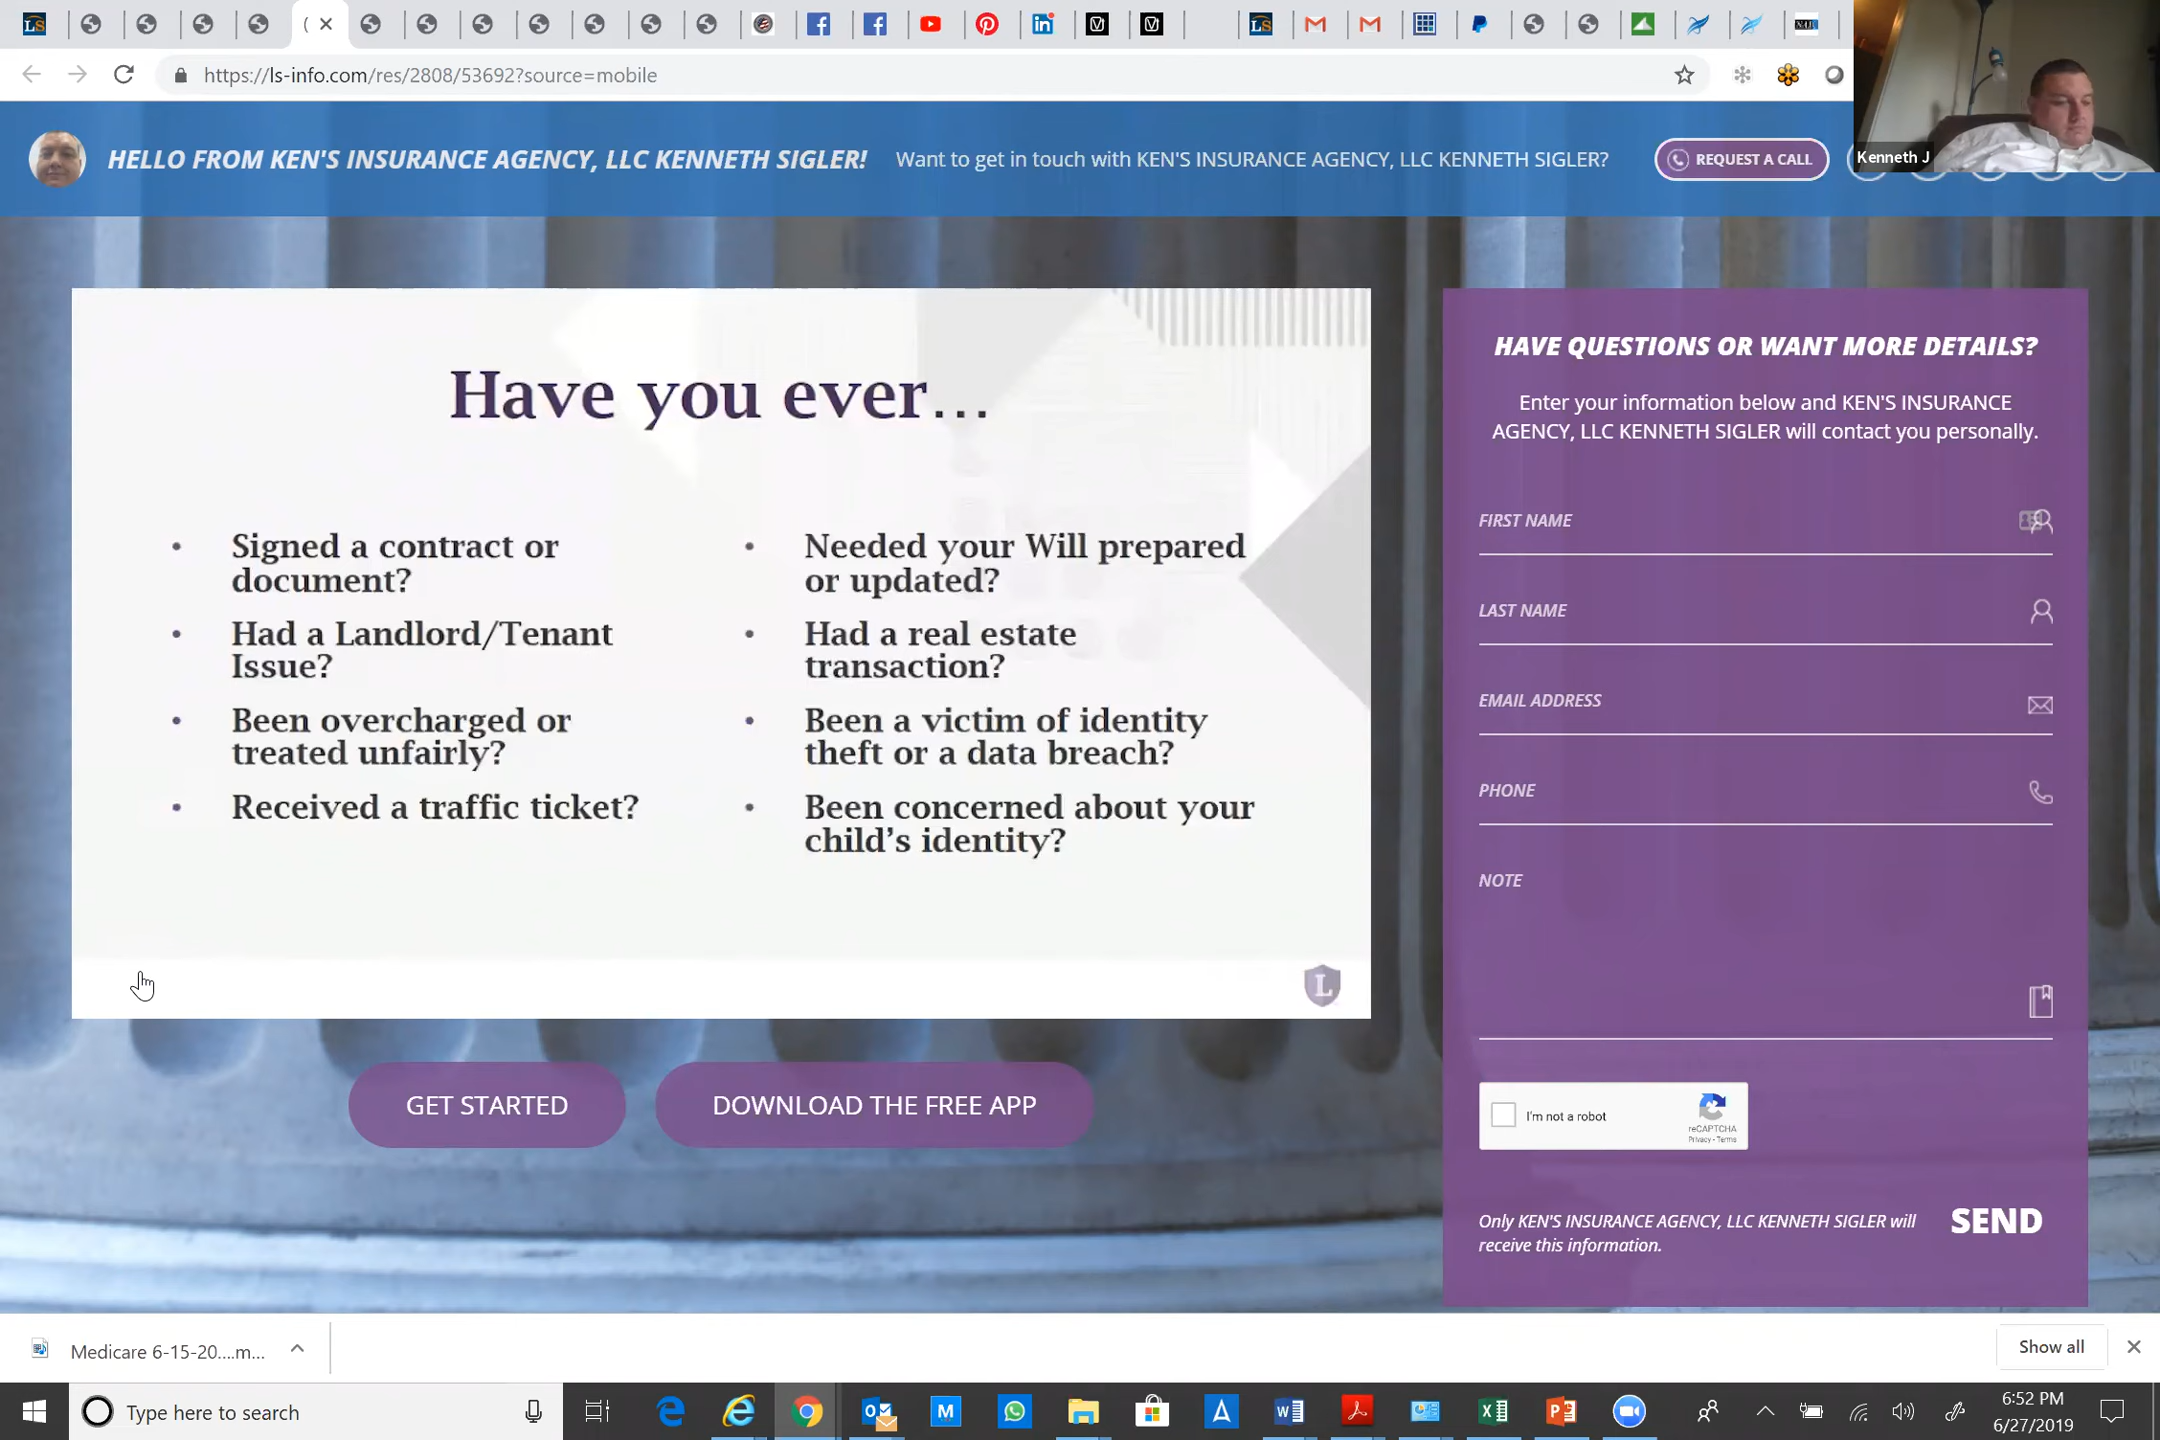 https://ls-info.com/res/2808/53692?source=mobile
Kenneth J
HELLO FROM KEN'S INSURANCE AGENCY, LLC KENNETH SIGLER!
Want to get in touch with KEN'S INSURANCE AGENCY, LLC KENNETH SIGLER?
REQUEST A CALL
Have you ever...
Signed a contract or
document?
Had a Landlord/Tenant
Issue?
Been overcharged or
treated unfairly?
Received a traffic ticket?
Needed your Will prepared
or updated?
Had a real estate
transaction?
Been a victim of identity
theft or a data breach?
Been concerned about your
child's identity?
L
GET STARTED
DOWNLOAD THE FREE APP
HAVE QUESTIONS OR WANT MORE DETAILS?
Enter your information below and KEN'S INSURANCE
AGENCY, LLC KENNETH SIGLER will contact you personally.
FIRST NAME
LAST NAME
EMAIL ADDRESS
PHONE
NOTE
I'm not a robot
reCAPTCHA
Privacy - Terms
Only KEN'S INSURANCE AGENCY, LLC KENNETH SIGLER will
receive this information.
SEND
Medicare 6-15-20....m...
Show all
Type here to search
6:52 PM
6/27/2019